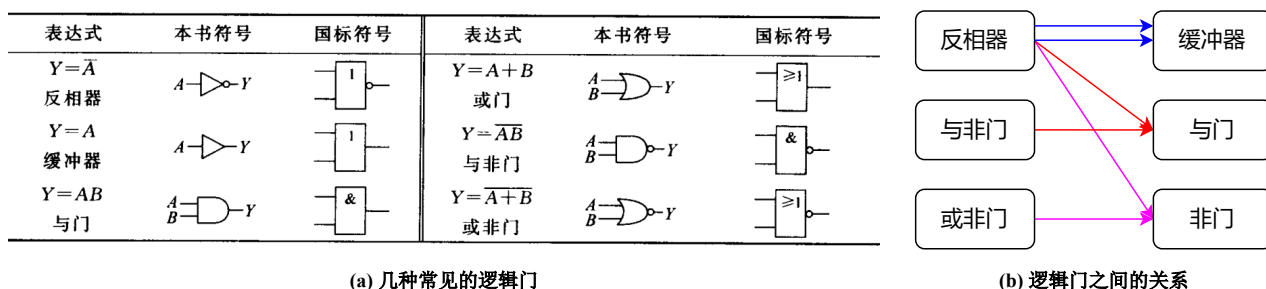 表达式 本书符号 国标符号 表达式 本书符号 国标符号
Y=A̅ A Y 1 Y=A+B A B Y ≥1
反相器 或门
Y=A A Y 1 Y=A̅B̅ A B Y &
缓冲器 与非门
Y=AB A B Y & Y=A̅+̅B̅ A B Y ≥1
与门 或非门
(a) 几种常见的逻辑门
反相器 缓冲器
与非门 与门
或非门 非门
(b) 逻辑门之间的关系